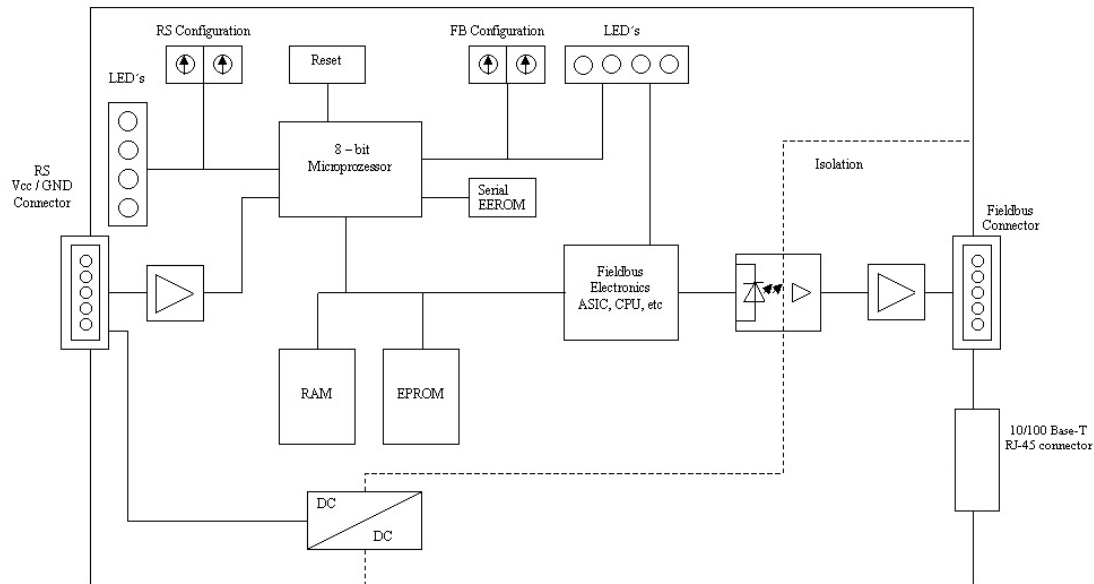 RS Configuration
FB Configuration
LED´s
Reset
LED´s
8 – bit
Microprozessor
Isolation
RS
Vcc / GND
Connector
Serial
EEROM
Fieldbus
Connector
Fieldbus
Electronics
ASIC, CPU, etc
RAM
EPROM
10/100 Base-T
RJ-45 connector
DC
DC